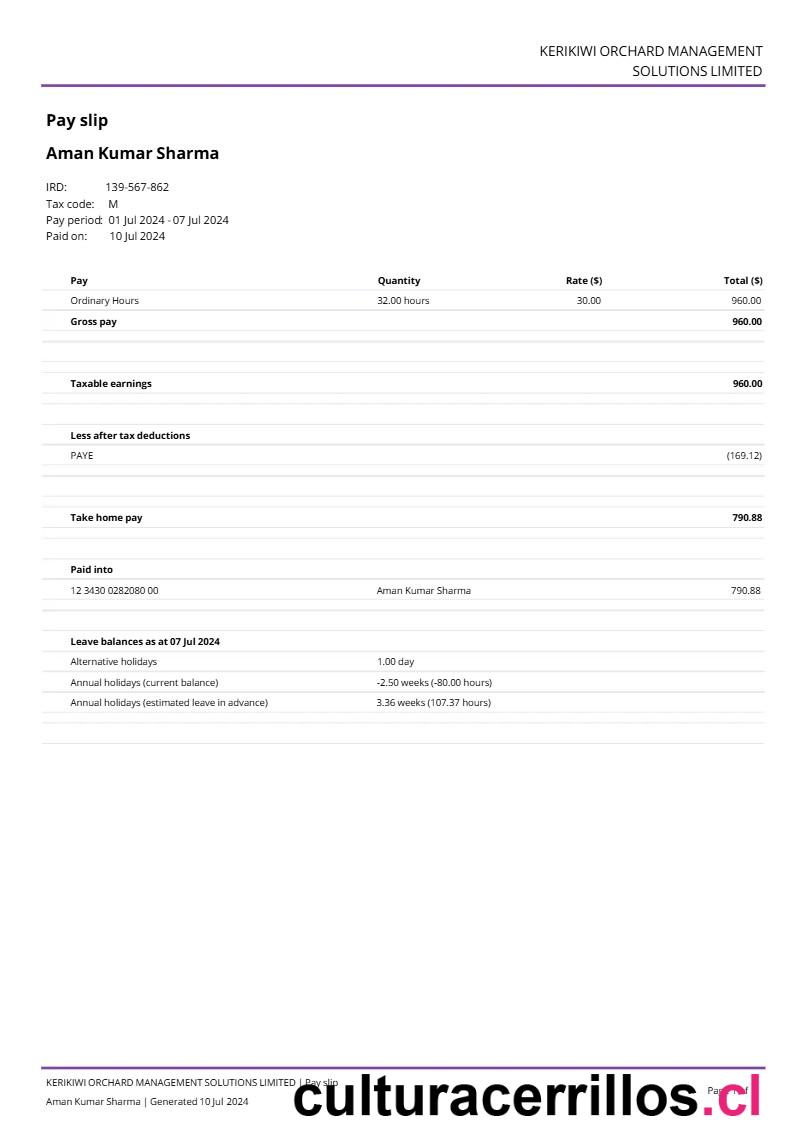 KERIKIWI ORCHARD MANAGEMENT
SOLUTIONS LIMITED
Pay slip
Aman Kumar Sharma
IRD: 139-567-862
Tax code: M
Pay period: 01 Jul 2024 - 07 Jul 2024
Paid on: 10 Jul 2024
Pay Quantity Rate ($) Total ($)
Ordinary Hours 32.00 hours 30.00 960.00
Gross pay 960.00
Taxable earnings 960.00
Less after tax deductions
PAYE (169.12)
Take home pay 790.88
Paid into
12 3430 0282080 00 Aman Kumar Sharma 790.88
Leave balances as at 07 Jul 2024
Alternative holidays 1.00 day
Annual holidays (current balance) -2.50 weeks (-80.00 hours)
Annual holidays (estimated leave in advance) 3.36 weeks (107.37 hours)
KERIKIWI ORCHARD MANAGEMENT SOLUTIONS LIMITED | Pay slip
Aman Kumar Sharma | Generated 10 Jul 2024
culturacerrillos.cl